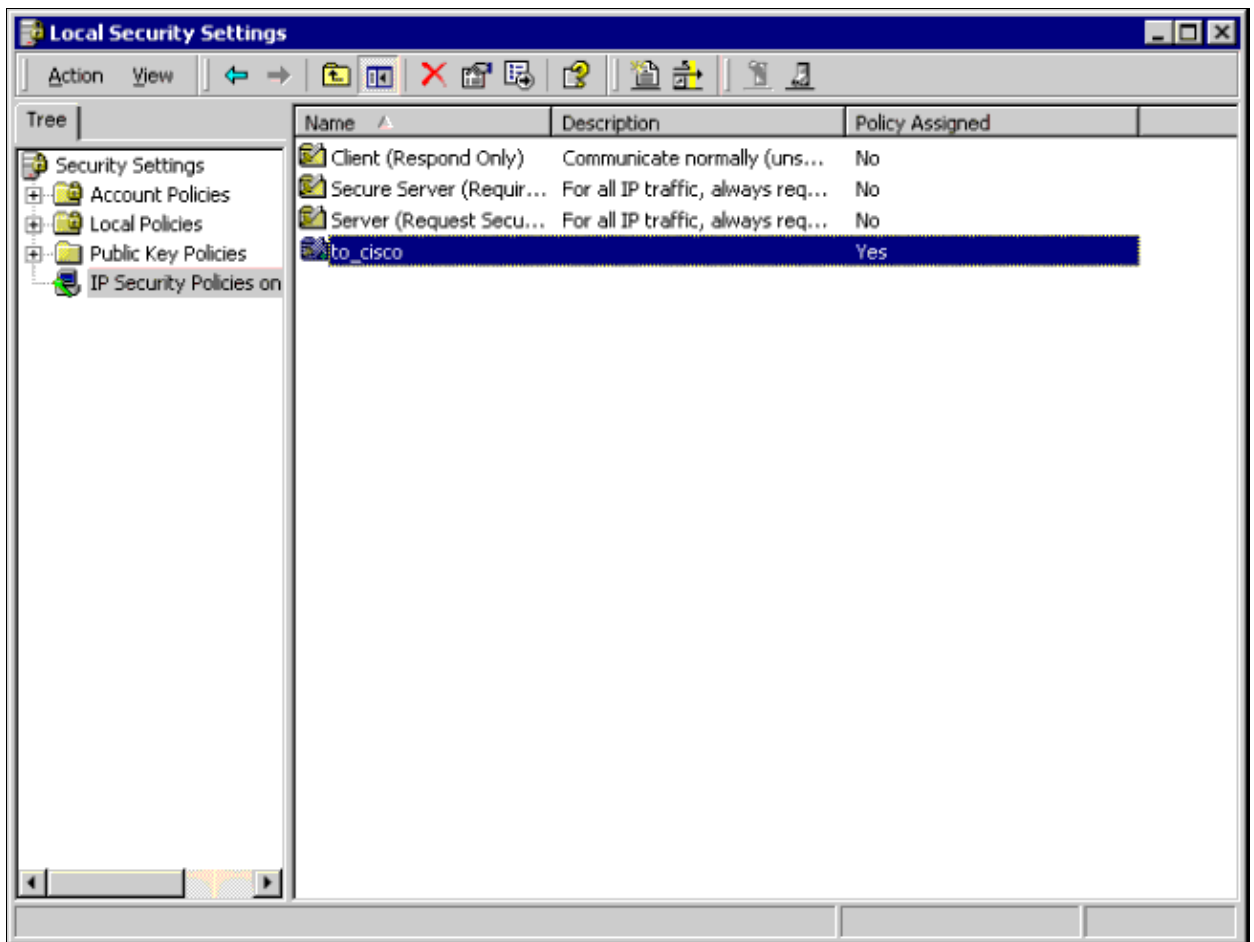 Local Security Settings
Action View
Tree
Name Description Policy Assigned
Security Settings
Account Policies
Local Policies
Public Key Policies
IP Security Policies on
Client (Respond Only) Communicate normally (uns... No
Secure Server (Requir... For all IP traffic, always req... No
Server (Request Secu... For all IP traffic, always req... No
to_cisco Yes